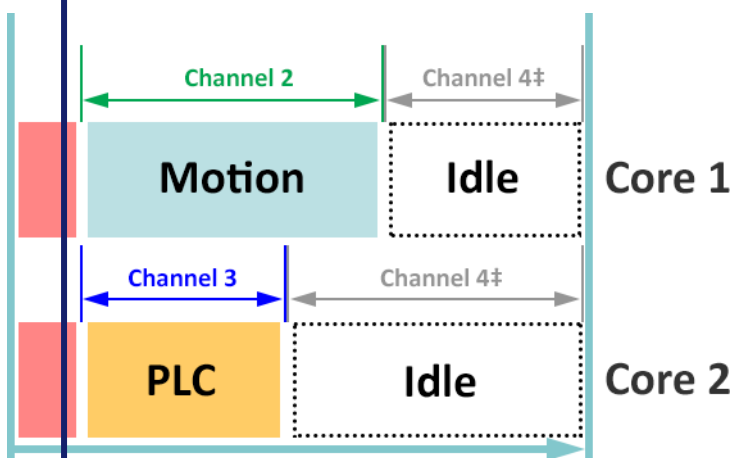 Channel 2
Channel 4‡
Motion
Idle
Core 1
Channel 3
Channel 4‡
PLC
Idle
Core 2